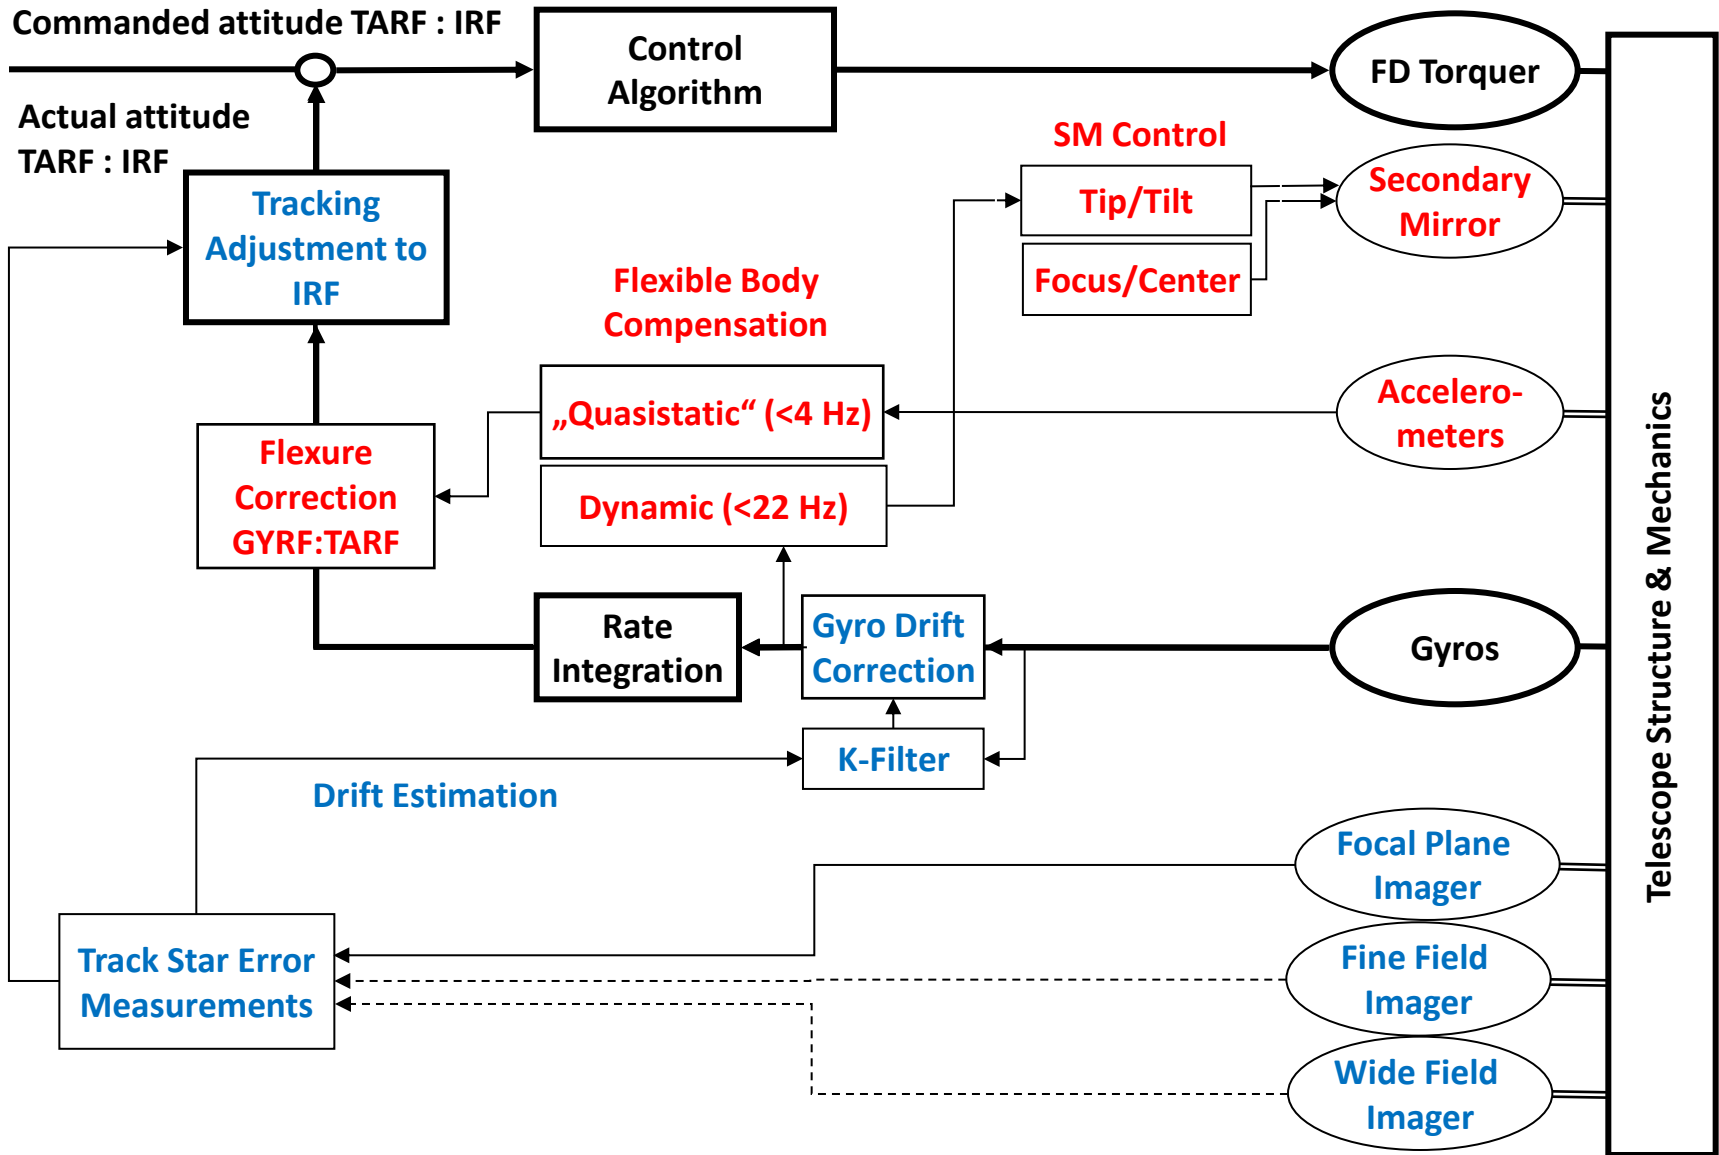 Commanded attitude TARF : IRF
Actual attitude
TARF : IRF
Control
Algorithm
FD Torquer
SM Control
Tip/Tilt
Focus/Center
Secondary
Mirror
Tracking
Adjustment to
IRF
Flexible Body
Compensation
„Quasistatic“ (<4 Hz)
Dynamic (<22 Hz)
Accelero-
meters
Flexure
Correction
GYRF:TARF
Rate
Integration
Gyro Drift
Correction
Gyros
K-Filter
Drift Estimation
Track Star Error
Measurements
Focal Plane
Imager
Fine Field
Imager
Wide Field
Imager
Telescope Structure & Mechanics